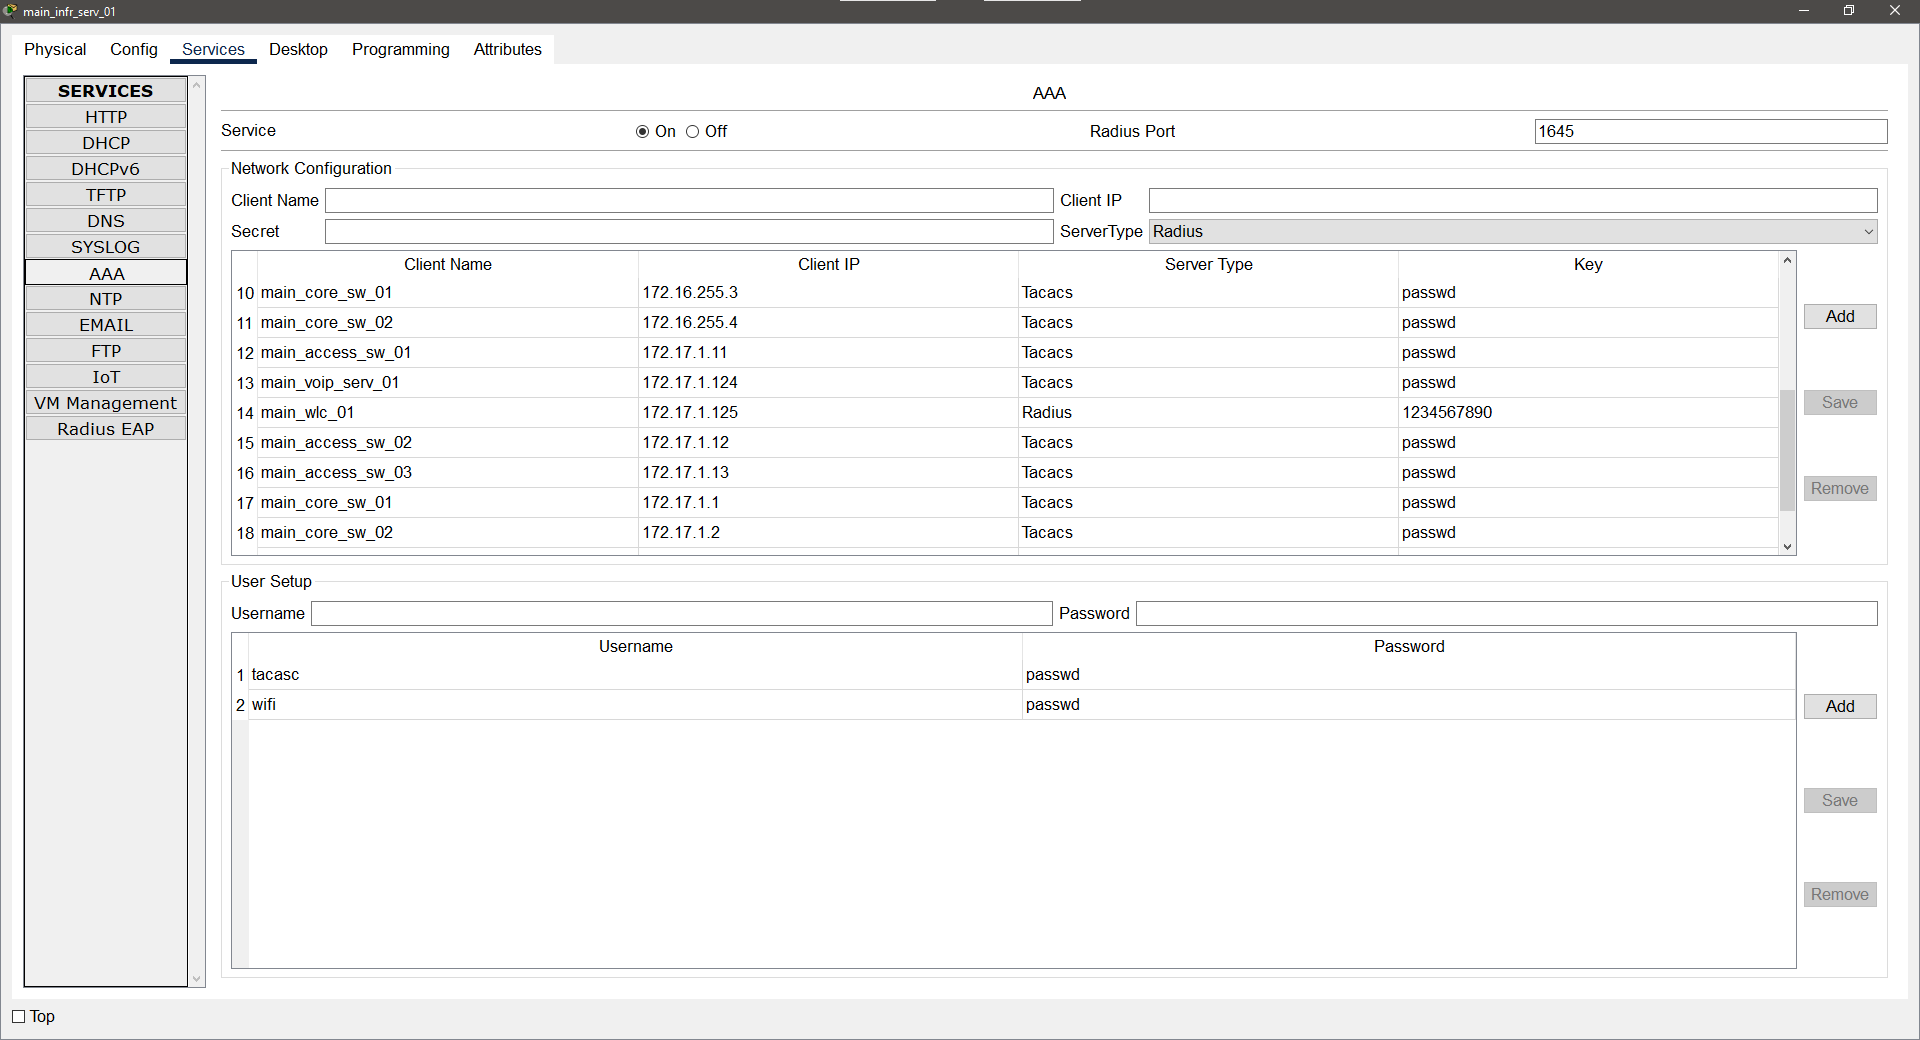 main_infr_serv_01
Physical Config Services Desktop Programming Attributes
SERVICES
HTTP
DHCP
DHCPv6
TFTP
DNS
SYSLOG
AAA
NTP
EMAIL
FTP
IoT
VM Management
Radius EAP
AAA
Service On Off Radius Port 1645
Network Configuration
Client Name Client IP
Secret ServerType Radius
Client Name Client IP Server Type Key
10 main_core_sw_01 172.16.255.3 Tacacs passwd
11 main_core_sw_02 172.16.255.4 Tacacs passwd
12 main_access_sw_01 172.17.1.11 Tacacs passwd
13 main_voip_serv_01 172.17.1.124 Tacacs passwd
14 main_wlc_01 172.17.1.125 Radius 1234567890
15 main_access_sw_02 172.17.1.12 Tacacs passwd
16 main_access_sw_03 172.17.1.13 Tacacs passwd
17 main_core_sw_01 172.17.1.1 Tacacs passwd
18 main_core_sw_02 172.17.1.2 Tacacs passwd
Add
Save
Remove
User Setup
Username Password
Username Password
1 tacasc passwd
2 wifi passwd
Add
Save
Remove
Top